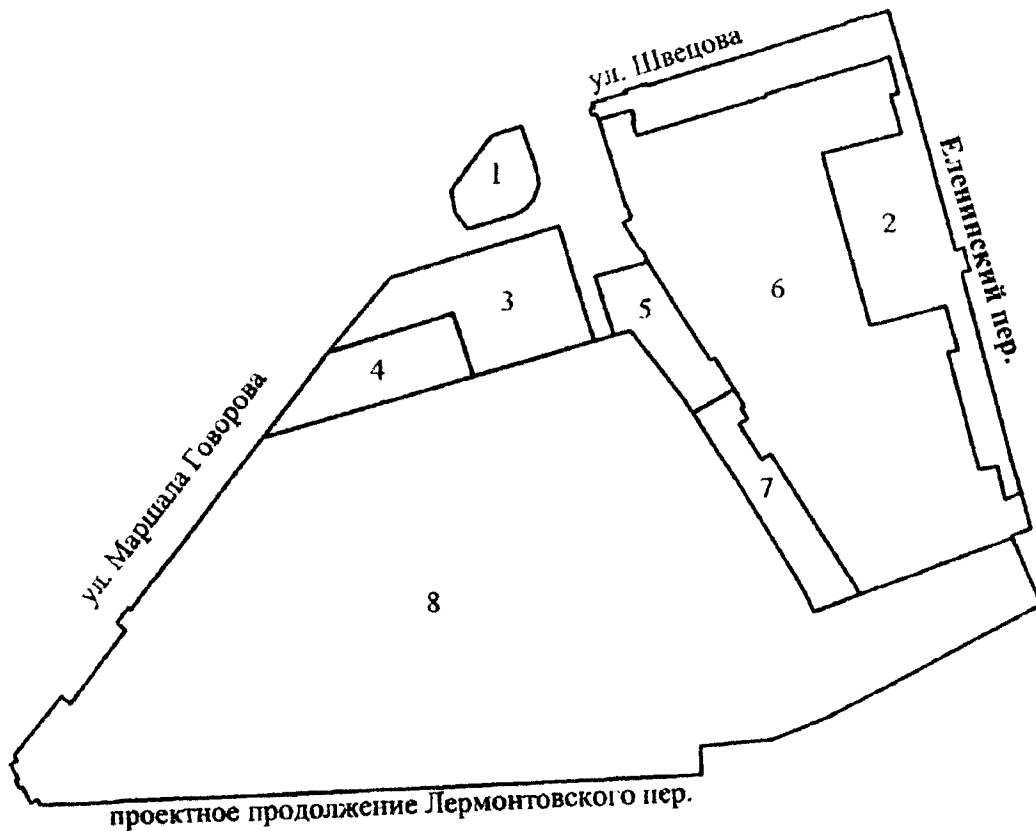 ул. Швецова
1
Еленинский пер.
2
3
5
6
4
ул. Маршала Говорова
7
8
проектное продолжение Лермонтовского пер.